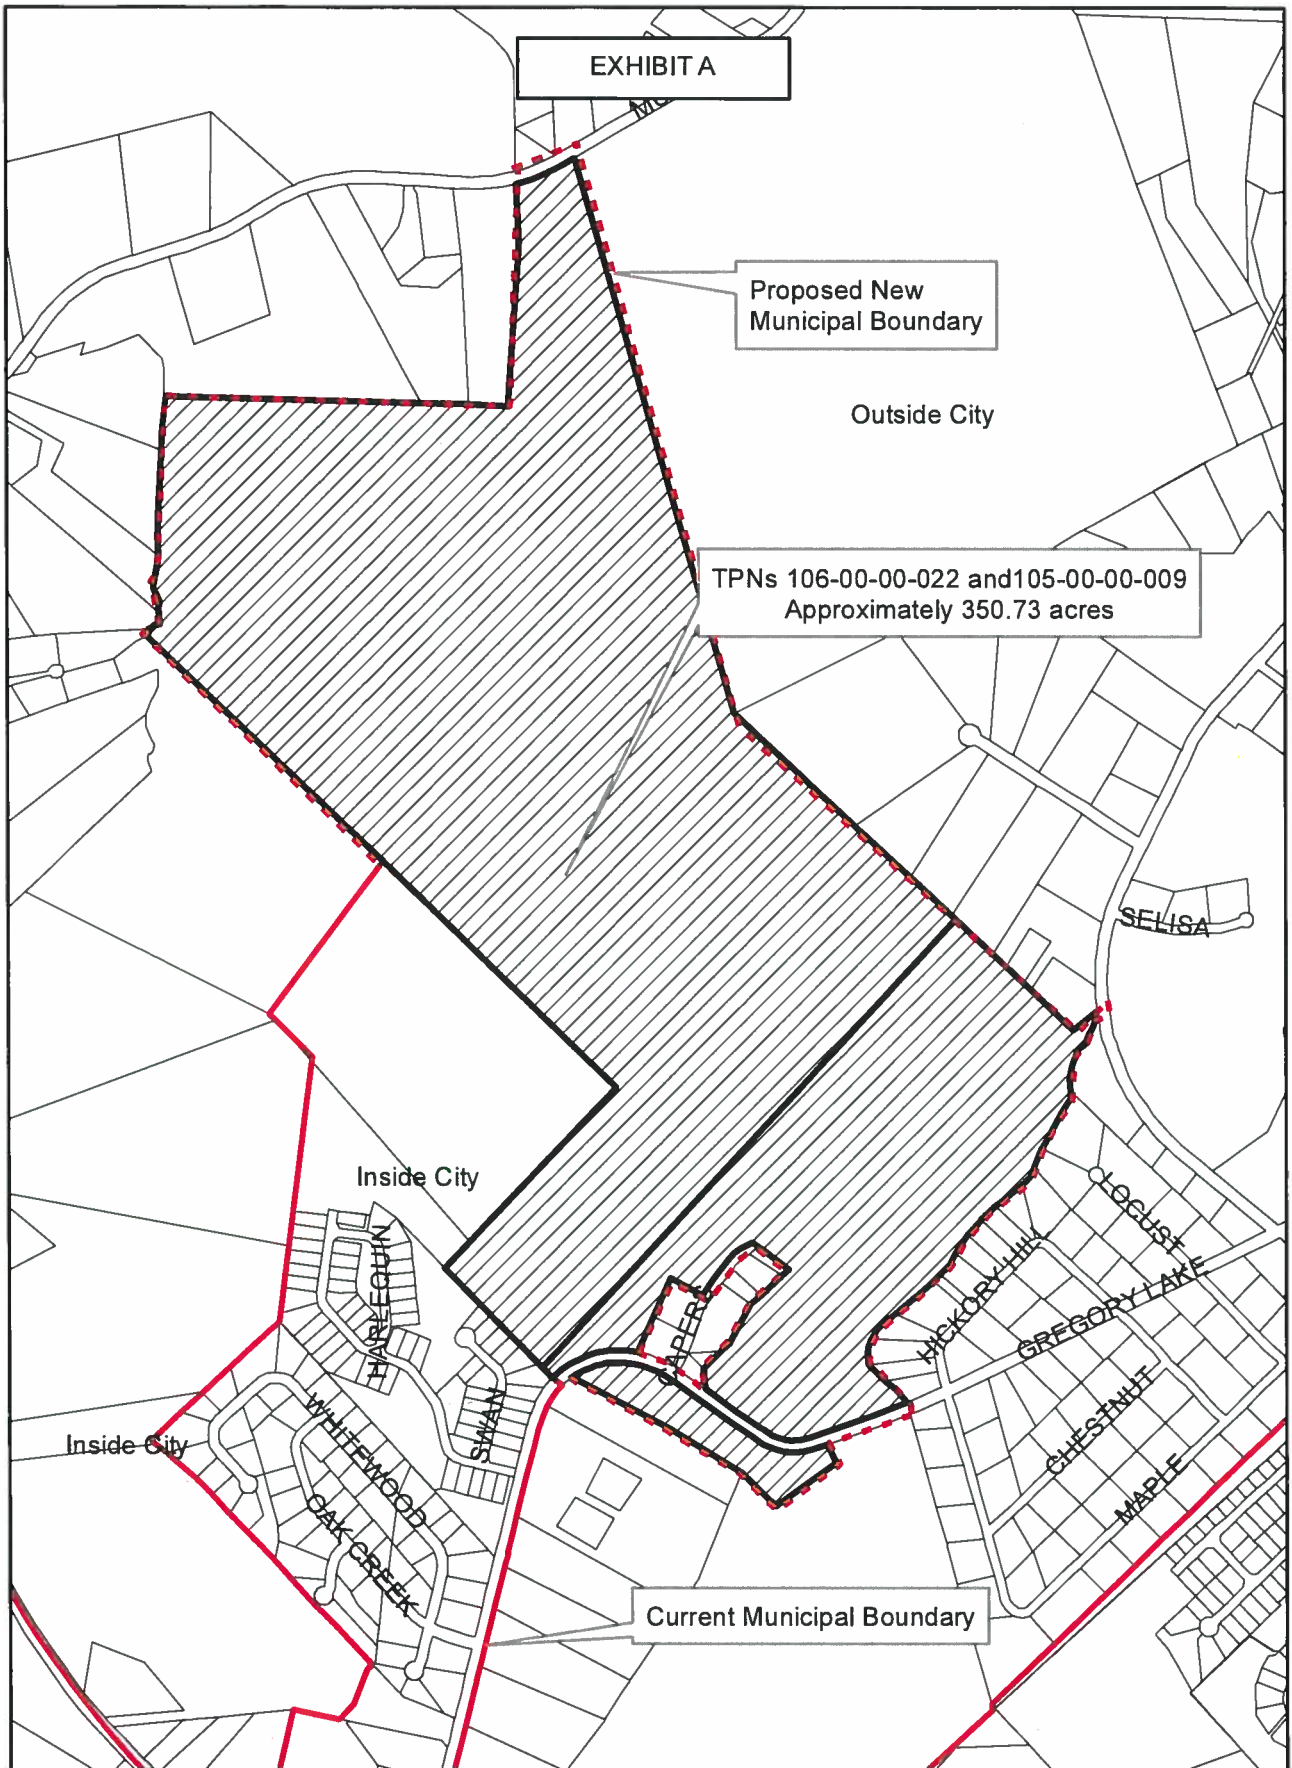 EXHIBIT A
Proposed New
Municipal Boundary
Outside City
TPNs 106-00-00-022 and105-00-00-009
Approximately 350.73 acres
SELISA
Inside City
LOCUST
HARLEQUIN
HICKORY HILL
GREGORY LAKE
CAPERS
SWAN
CHESTNUT
WHITEWOOD
Inside City
MAPLE
OAK CREEK
Current Municipal Boundary